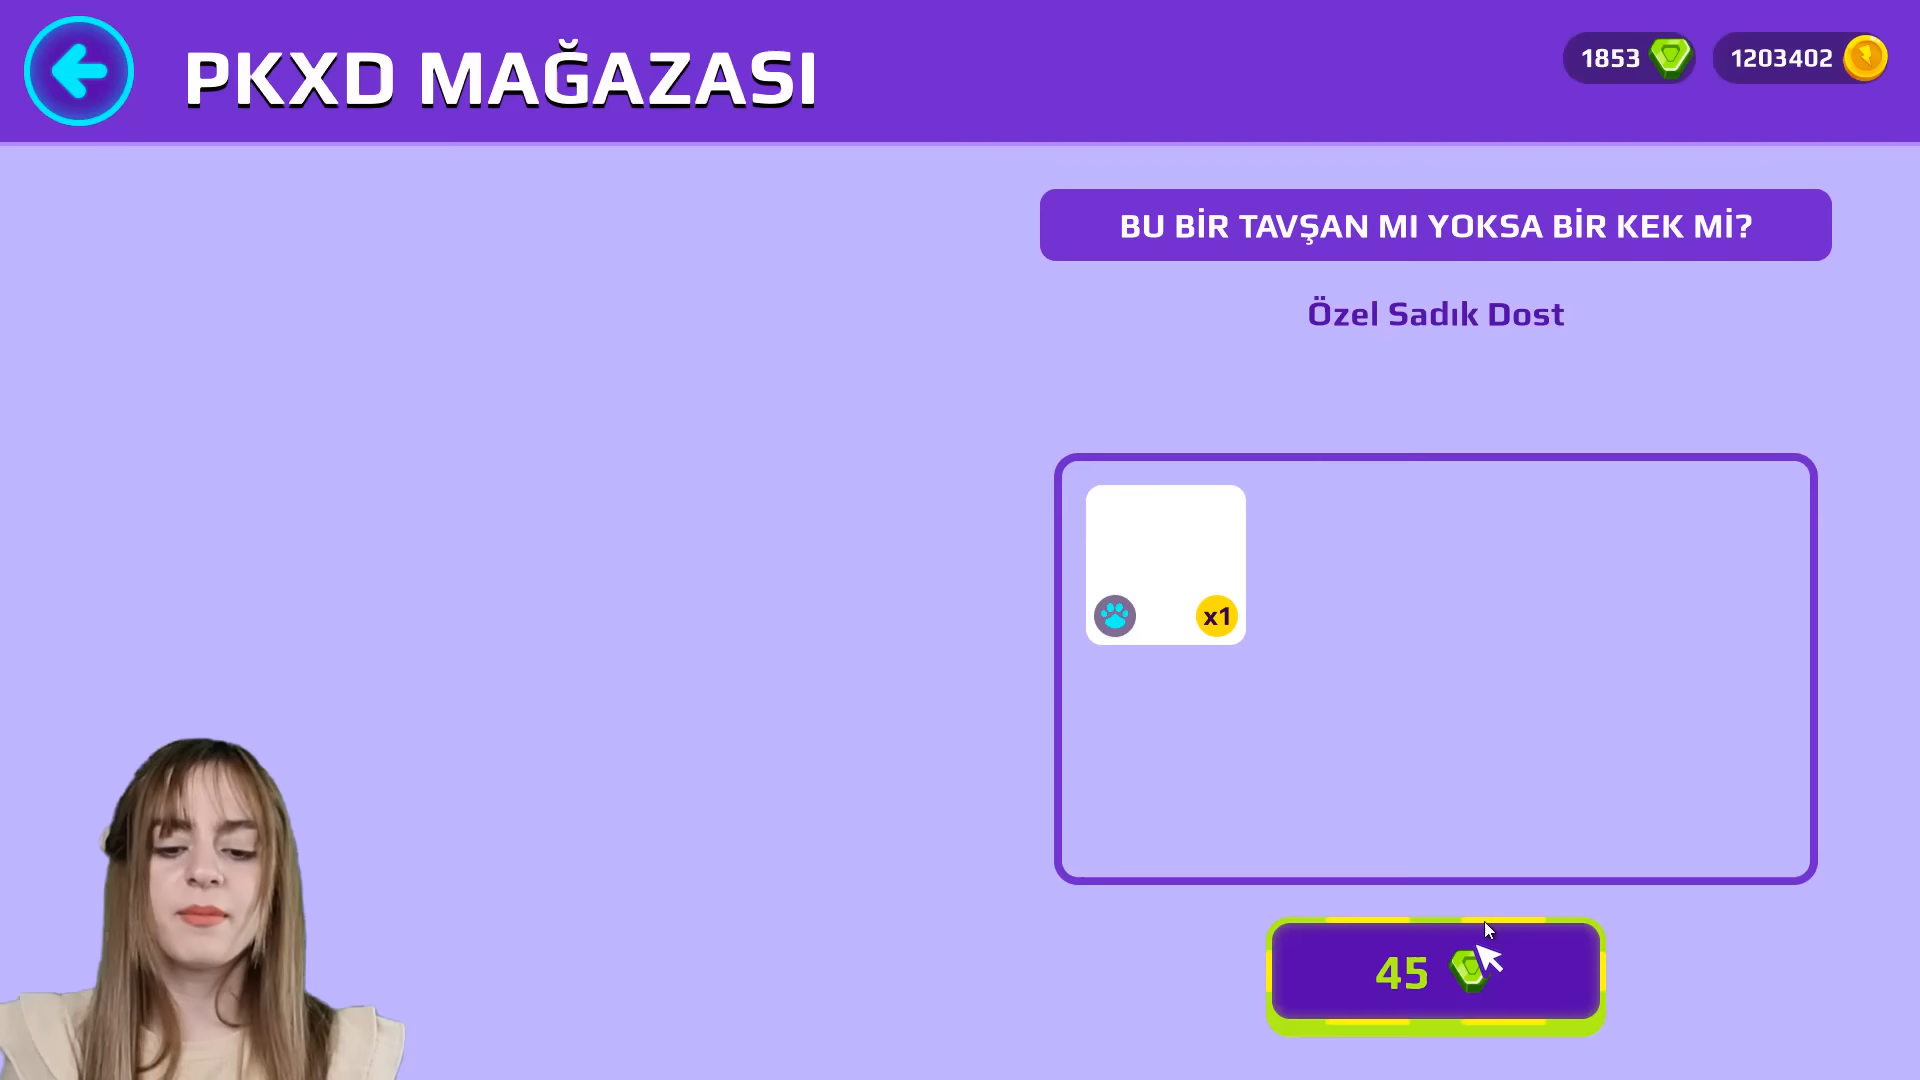 PKXD MAĞAZASI
1853
1203402
BU BİR TAVŞAN MI YOKSA BİR KEK Mİ?
Özel Sadık Dost
x1
45